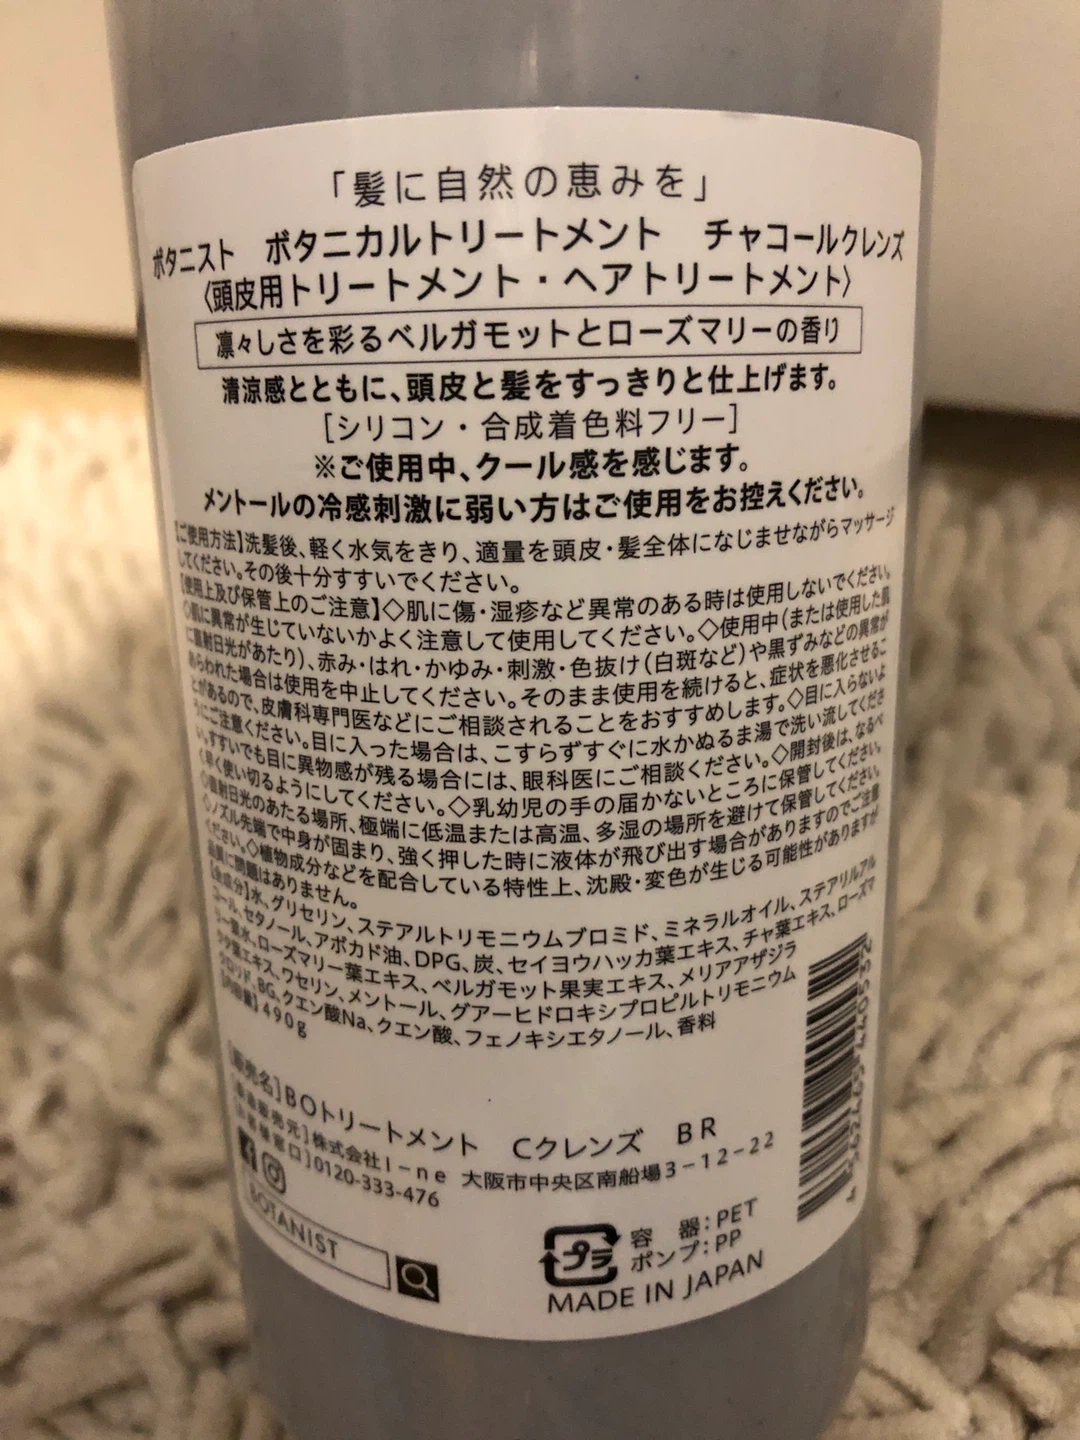 「髪に自然の恵みを」
ボタニスト ボタニカルトリートメント チャコールクレンズ
〈頭皮用トリートメント・ヘアトリートメント〉
凛々しさを彩るベルガモットとローズマリーの香り
清涼感とともに、頭皮と髪をすっきりと仕上げます。
[シリコン・合成着色料フリー]
※ご使用中、クール感を感じます。
メントールの冷感刺激に弱い方はご使用をお控えください。
【ご使用方法】洗髪後、軽く水気をきり、適量を頭皮・髪全体になじませながらマッサージ
してください。その後十分すすいでください。
【使用上及び保管上のご注意】◇肌に傷・湿疹など異常のある時は使用しないでください。
◇肌に異常が生じていないかよく注意して使用してください。◇使用中(または使用した肌
に直射日光があたり)、赤み・はれ・かゆみ・刺激・色抜け(白斑など)や黒ずみなどの異常が
あらわれた場合は使用を中止してください。そのまま使用を続けると、症状を悪化させるこ
とがあるので、皮膚科専門医などにご相談されることをおすすめします。◇目に入らないよ
うにご注意ください。目に入った場合は、こすらずすぐに水かぬるま湯で洗い流してくださ
い。すすいでも目に異物感が残る場合には、眼科医にご相談ください。◇開封後は、なるべ
く早く使い切るようにしてください。◇乳幼児の手の届かないところに保管してください。
◇直射日光のあたる場所、極端に低温または高温、多湿の場所を避けて保管してください。
◇ノズル先端で中身が固まり、強く押した時に液体が飛び出す場合がありますのでご注意
ください。◇植物成分などを配合している特性上、沈殿・変色が生じる可能性がありますが
品質に問題はありません。
【全成分】水、グリセリン、ステアルトリモニウムブロミド、ミネラルオイル、ステアリルアル
コール、セタノール、アボカド油、DPG、炭、セイヨウハッカ葉エキス、チャ葉エキス、ローズマ
リー葉水、ローズマリー葉エキス、ベルガモット果実エキス、メリアアザジラ
クタ葉エキス、ワセリン、メントール、グアーヒドロキシプロピルトリモニウム
クロリド、BG、クエン酸Na、クエン酸、フェノキシエタノール、香料
【内容量】490g
[販売名]BOトリートメント Cクレンズ BR
[製造販売元]株式会社I-ne 大阪市中央区南船場3-12-22
[お客様窓口]0120-333-476
BOTANIST
プラ
容 器:PET
ポンプ:PP
MADE IN JAPAN